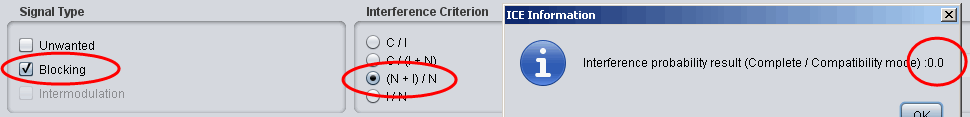 Signal Type
Unwanted
Blocking
Intermodulation
Interference Criterion
C / I
C / (I + N)
(N + I) / N
I / N
ICE Information
Interference probability result (Complete / Compatibility mode) :0.0
OK